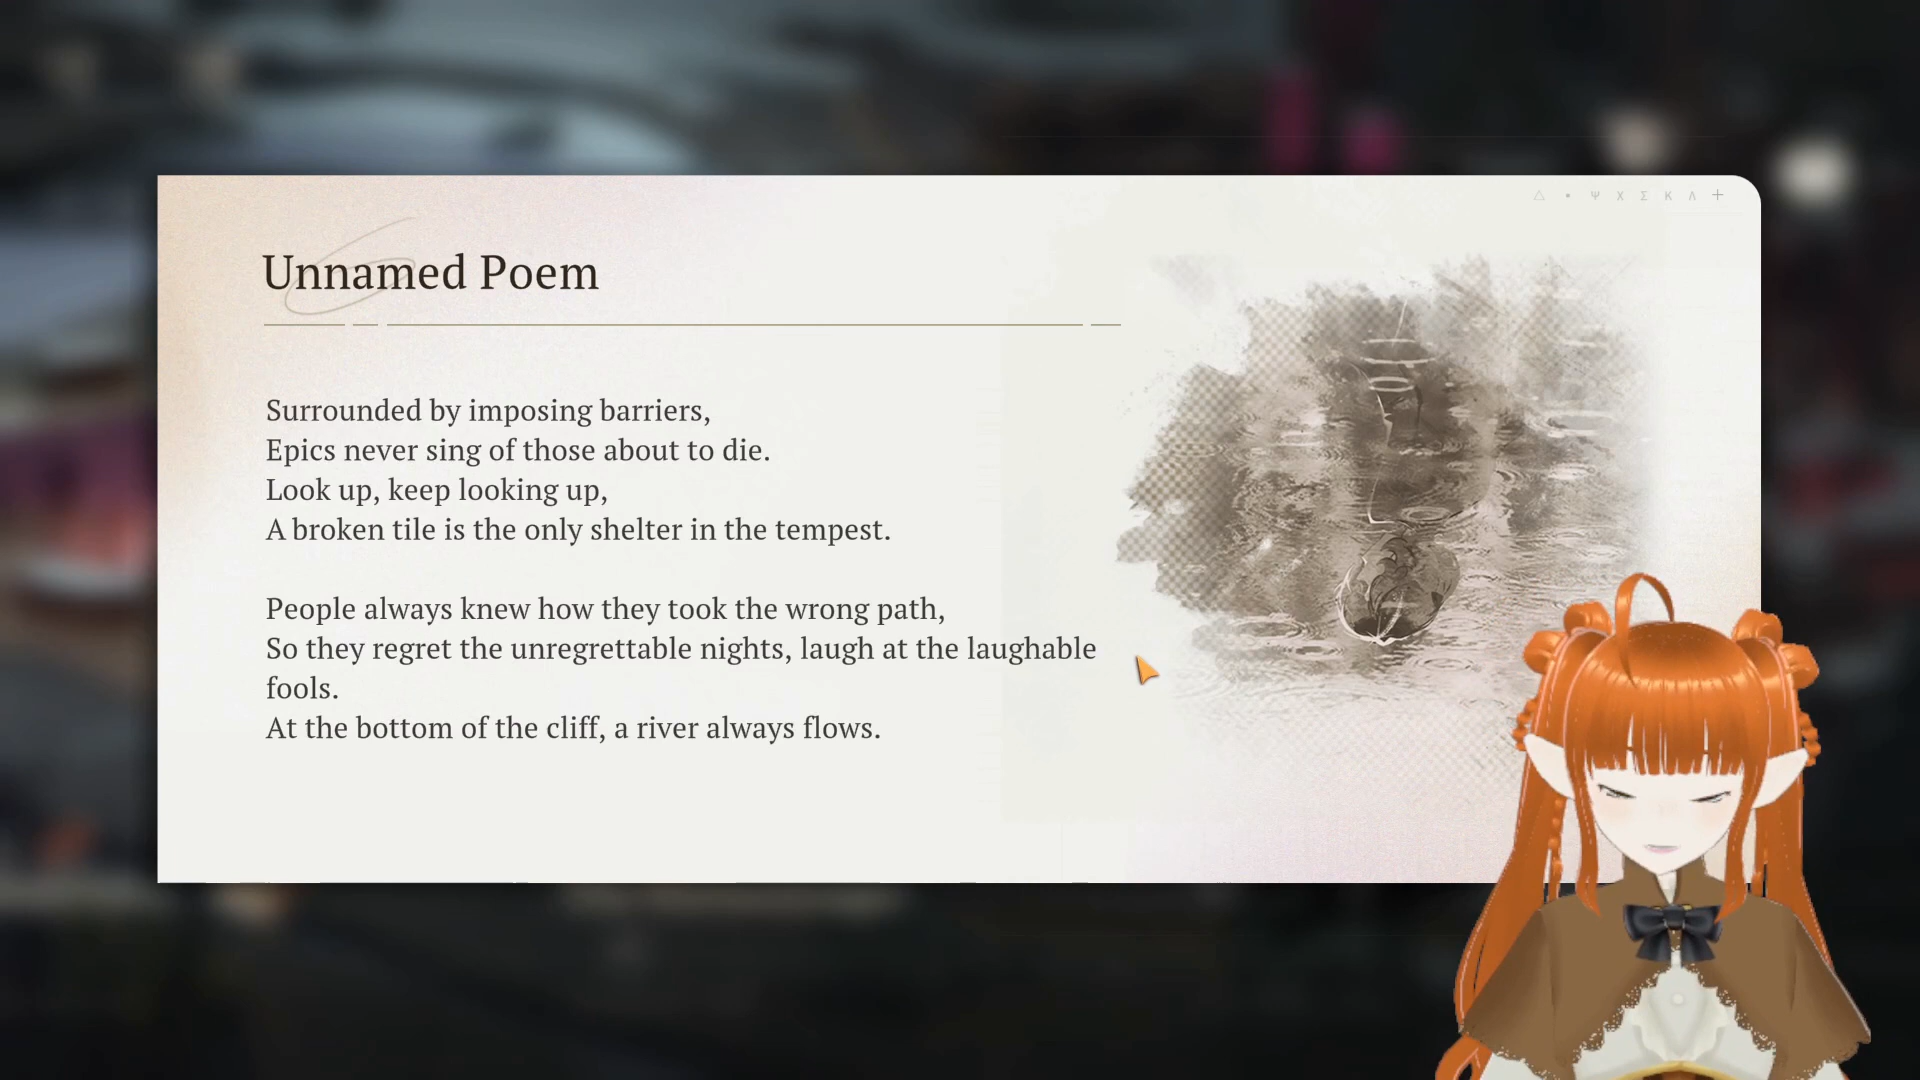 △ • Ψ Χ Σ Κ Λ +
Unnamed Poem
Surrounded by imposing barriers,
Epics never sing of those about to die.
Look up, keep looking up,
A broken tile is the only shelter in the tempest.
People always knew how they took the wrong path,
So they regret the unregrettable nights, laugh at the laughable
fools.
At the bottom of the cliff, a river always flows.